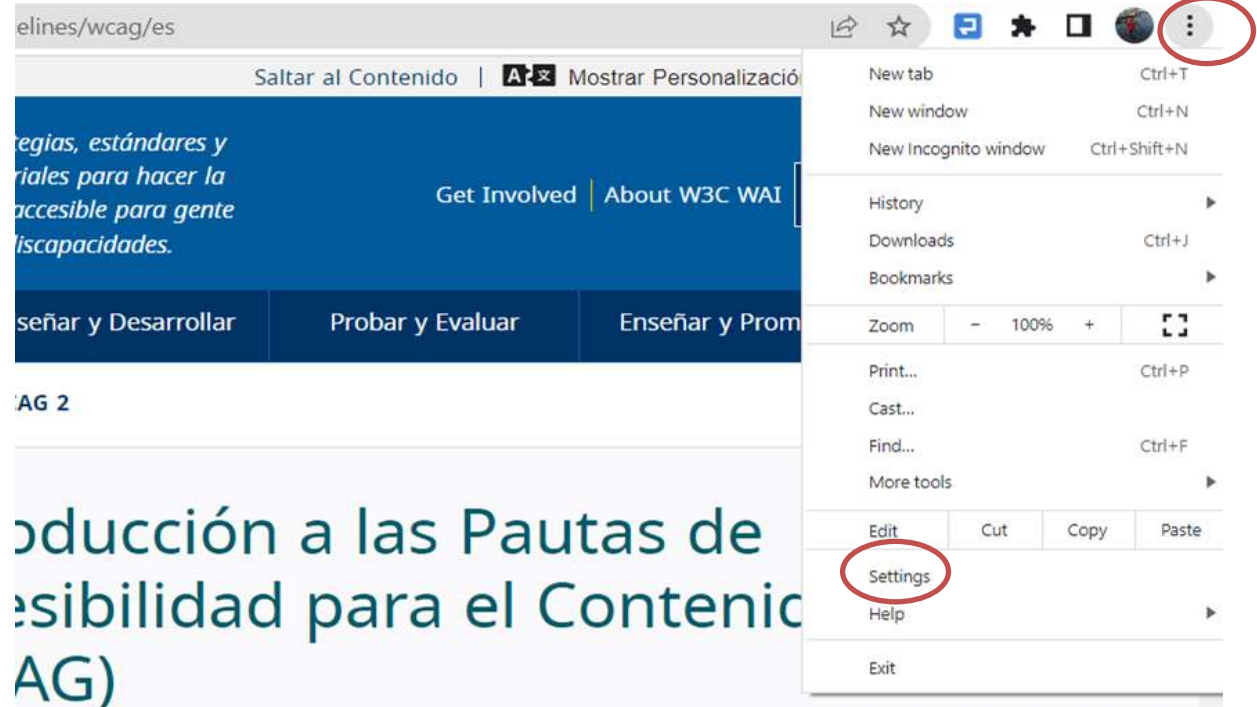 elines/wcag/es
Saltar al Contenido | Mostrar Personalizació
tegias, estándares y
riales para hacer la
accesible para gente
discapacidades.
Get Involved | About W3C WAI
señar y Desarrollar Probar y Evaluar Enseñar y Prom
AG 2
oducción a las Pautas de
esibilidad para el Contenic
AG)
New tab Ctrl+T
New window Ctrl+N
New Incognito window Ctrl+Shift+N
History
Downloads Ctrl+J
Bookmarks
Zoom - 100% +
Print... Ctrl+P
Cast...
Find... Ctrl+F
More tools
Edit Cut Copy Paste
Settings
Help
Exit